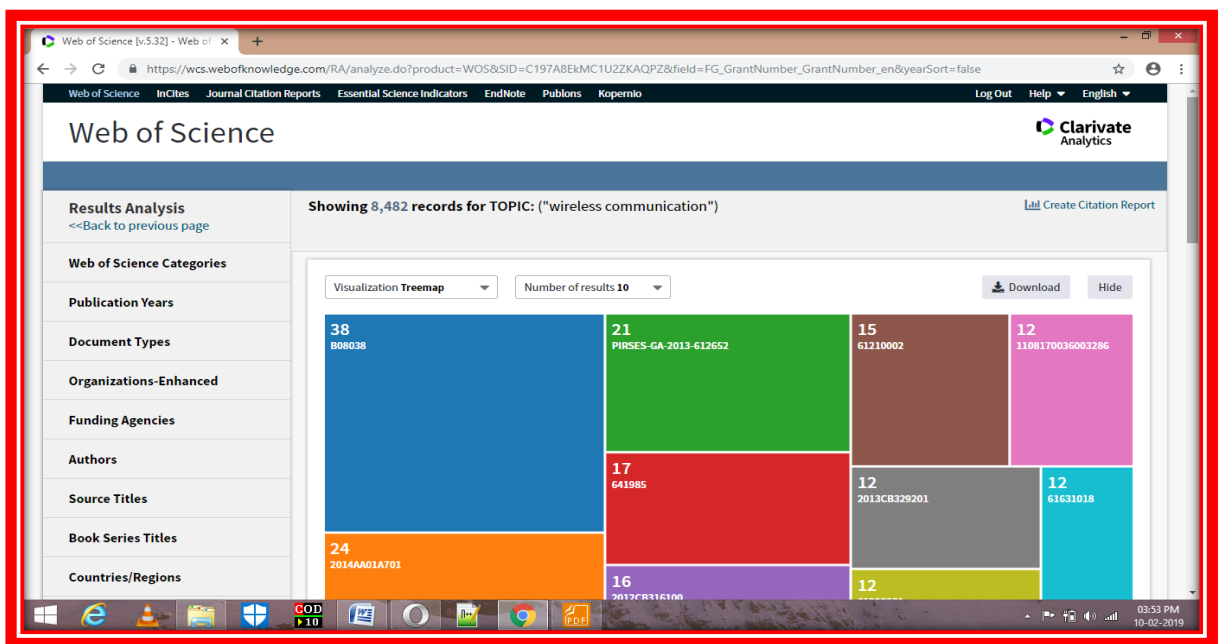 Web of Science [v.5.32] - Web of
https://wcs.webofknowledge.com/RA/analyze.do?product=WOS&SID=C197A8EkMC1U2ZKAQPZ&field=FG_GrantNumber_GrantNumber_en&yearSort=false
Web of Science InCites Journal Citation Reports Essential Science Indicators EndNote Publons Kopernio Log Out Help English
Web of Science
Clarivate
Analytics
Results Analysis
<<Back to previous page
Showing 8,482 records for TOPIC: ("wireless communication")
Create Citation Report
Web of Science Categories
Publication Years
Document Types
Organizations-Enhanced
Funding Agencies
Authors
Source Titles
Book Series Titles
Countries/Regions
Visualization Treemap
Number of results 10
Download
Hide
38
B08038
24
2014AA01A701
21
PIRSES-GA-2013-612652
17
641985
16
2012CB316100
15
61210002
12
1108170036003286
12
2013CB329201
12
61631018
12
COD
10
PDF
03:53 PM
10-02-2019